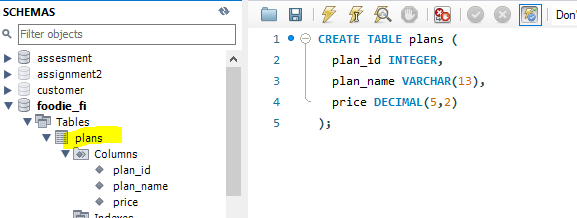 SCHEMAS
Filter objects
assesment
assignment2
customer
foodie_fi
Tables
plans
Columns
plan_id
plan_name
price
Indexes
Don't
1 CREATE TABLE plans (
2 plan_id INTEGER,
3 plan_name VARCHAR(13),
4 price DECIMAL(5,2)
5 );